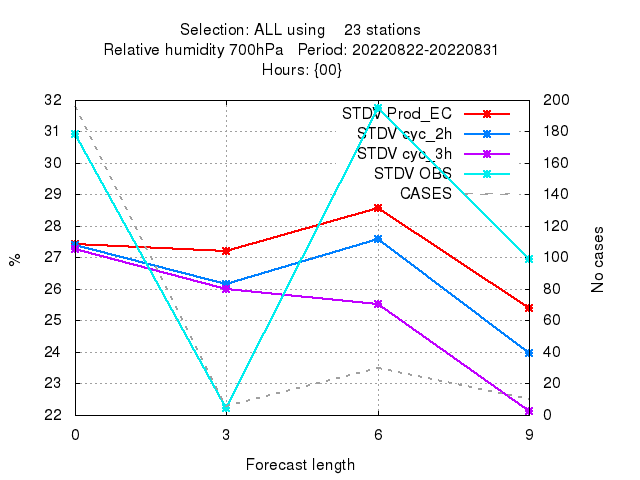 Selection: ALL using    23 stations
Relative humidity 700hPa   Period: 20220822-20220831
Hours: {00}
32
31
30
29
28
27
26
25
24
23
22
%
200
180
160
140
120
100
80
60
40
20
0
No cases
STDV Prod_EC
STDV cyc_2h
STDV cyc_3h
STDV OBS
CASES
0 3 6 9
Forecast length